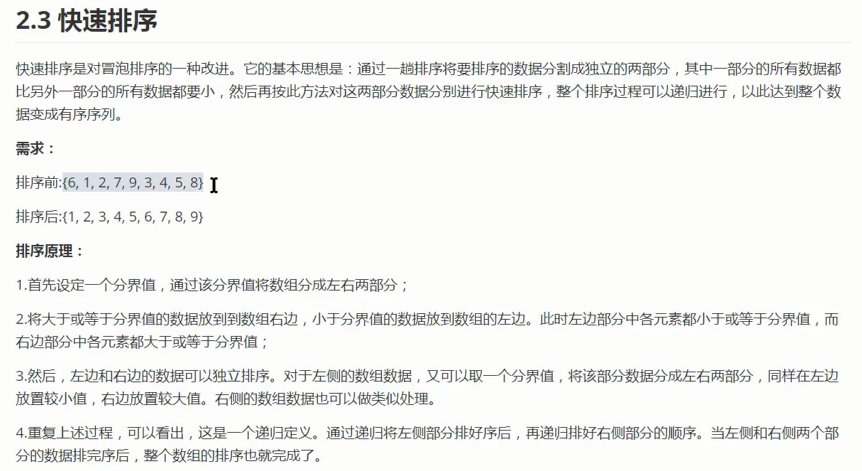 2.3 快速排序
快速排序是对冒泡排序的一种改进。它的基本思想是：通过一趟排序将要排序的数据分割成独立的两部分，其中一部分的所有数据都
比另外一部分的所有数据都要小，然后再按此方法对这两部分数据分别进行快速排序，整个排序过程可以递归进行，以此达到整个数
据变成有序序列。
需求：
排序前:{6, 1, 2, 7, 9, 3, 4, 5, 8}
排序后:{1, 2, 3, 4, 5, 6, 7, 8, 9}
排序原理：
1.首先设定一个分界值，通过该分界值将数组分成左右两部分；
2.将大于或等于分界值的数据放到到数组右边，小于分界值的数据放到数组的左边。此时左边部分中各元素都小于或等于分界值，而
右边部分中各元素都大于或等于分界值；
3.然后，左边和右边的数据可以独立排序。对于左侧的数组数据，又可以取一个分界值，将该部分数据分成左右两部分，同样在左边
放置较小值，右边放置较大值。右侧的数组数据也可以做类似处理。
4.重复上述过程，可以看出，这是一个递归定义。通过递归将左侧部分排好序后，再递归排好右侧部分的顺序。当左侧和右侧两个部
分的数据排完序后，整个数组的排序也就完成了。